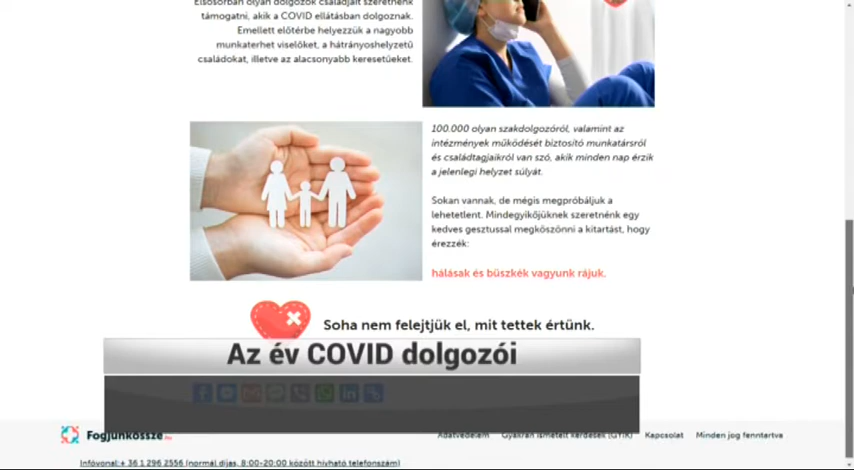 Elsősorban olyan dolgozók családjait szeretnénk
támogatni, akik a COVID ellátásban dolgoznak.
Emellett előtérbe helyezzük a nagyobb
munkaterhet viselőket, a hátrányoshelyzetű
családokat, illetve az alacsonyabb keresetűeket.
100.000 olyan szakdolgozóról, valamint az
intézmények működését biztosító munkatársról
és családtagjaikról van szó, akik minden nap érzik
a jelenlegi helyzet súlyát.
Sokan vannak, de mégis megpróbálják a
lehetetlent. Mindegyikőjüknek szeretnénk egy
kedves gesztussal megköszönni a kitartást, hogy
érezzék:
hálásak és büszkék vagyunk rájuk.
Soha nem felejtjük el, mit tettek értünk.
Az év COVID dolgozói
Fogjunkossze.hu
Adatvédelem Gyakran ismételt kérdések (GYIK) Kapcsolat Minden jog fenntartva
Infóvonal:+ 36 1 296 2556 (normál díjas, 8:00-20:00 között hívható telefonszám)